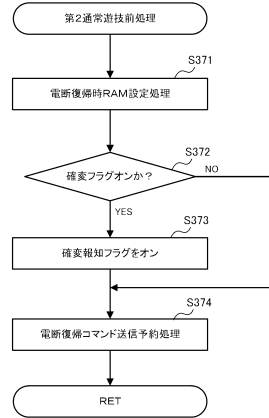 第2通常遊技前処理
S371
電断復帰時RAM設定処理
S372
確変フラグオンか？
NO
YES
S373
確変報知フラグをオン
S374
電断復帰コマンド送信予約処理
RET